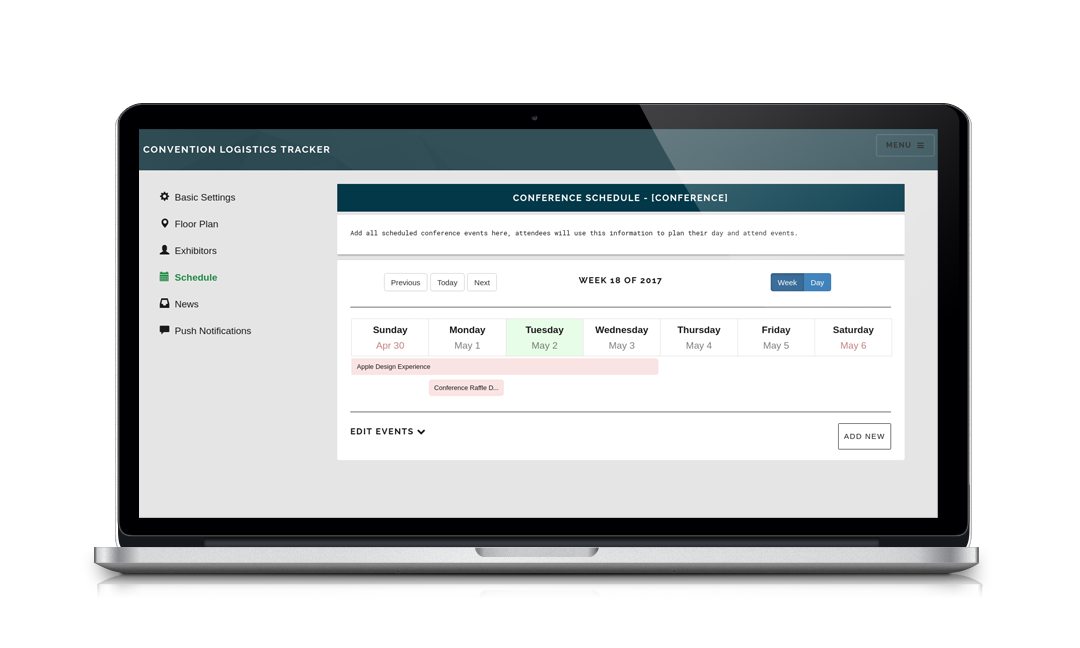 CONVENTION LOGISTICS TRACKER
MENU
Basic Settings
Floor Plan
Exhibitors
Schedule
News
Push Notifications
CONFERENCE SCHEDULE - [CONFERENCE]
Add all scheduled conference events here, attendees will use this information to plan their day and attend events.
Previous Today Next WEEK 18 OF 2017 Week Day
Sunday Monday Tuesday Wednesday Thursday Friday Saturday
Apr 30 May 1 May 2 May 3 May 4 May 5 May 6
Apple Design Experience
Conference Raffle D...
EDIT EVENTS
ADD NEW